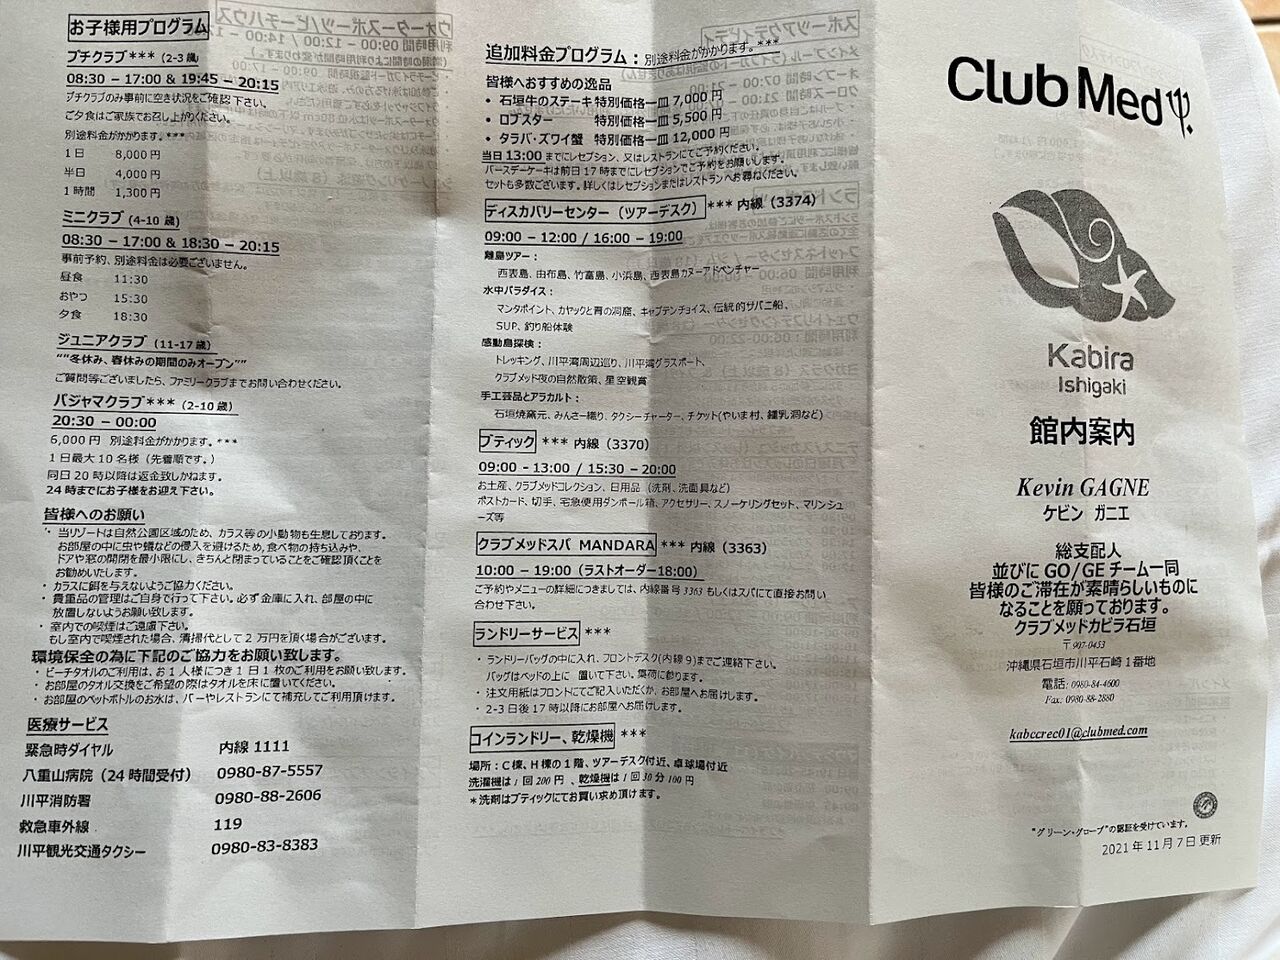 お子様用プログラム
プチクラブ*** (2-3 歳)
08:30 – 17:00 & 19:45 – 20:15
プチクラブのみ事前に空き状況をご確認下さい。
ご夕食はご家族でお召し上がりください。
別途料金がかかります。***
1日 8,000円
半日 4,000円
1時間 1,300円
ミニクラブ (4-10 歳)
08:30 – 17:00 & 18:30 – 20:15
事前予約、別途料金は必要ございません。
昼食 11:30
おやつ 15:30
夕食 18:30
ジュニアクラブ (11-17歳)
""冬休み、春休みの期間のみオープン""
ご質問等ございましたら、ファミリークラブまでお問い合わせください。
パジャマクラブ*** (2-10 歳)
20:30 – 00:00
6,000円 別途料金がかかります。***
1日最大10名様 (先着順です。)
同日20時以降は返金致しかねます。
24時までにお子様をお迎え下さい。
皆様へのお願い
・ 当リゾートは自然公園区域のため、カラス等の小動物も生息しております。
お部屋の中に虫や蟻などの侵入を避けるため,食べ物の持ち込みや、
ドアや窓の開閉を最小限にし、きちんと閉まっていることをご確認頂くことを
お勧めいたします。
・ カラスに餌を与えないようご協力ください。
・ 貴重品の管理はご自身で行って下さい。必ず金庫に入れ、部屋の中に
放置しないようお願い致します。
・ 室内での喫煙はご遠慮下さい。
もし室内で喫煙された場合、清掃代として2万円を頂く場合がございます。
環境保全の為に下記のご協力をお願い致します。
・ ビーチタオルのご利用は、お1人様につき1日1枚のご利用をお願い致します。
・ お部屋のタオル交換をご希望の際はタオルを床に置いてください。
・ お部屋のペットボトルのお水は、バーやレストランにて補充してご利用頂けます。
医療サービス
緊急時ダイヤル 内線 1111
八重山病院 (24時間受付) 0980-87-5557
川平消防署 0980-88-2606
救急車外線 119
川平観光交通タクシー 0980-83-8383
追加料金プログラム：別途料金がかかります。***
皆様へおすすめの逸品
• 石垣牛のステーキ 特別価格一皿 7,000円
• ロブスター 特別価格一皿 5,500円
• タラバ・ズワイ蟹 特別価格一皿 12,000円
当日 13:00 までにレセプション、又はレストランにてご予約ください。
バースデーケーキは前日17時までにレセプションでご予約をお願いします。
セットも多数ございます。詳しくはレセプションまたはレストランへお尋ねください。
ディスカバリーセンター (ツアーデスク) *** 内線 (3374)
09:00 - 12:00 / 16:00 – 19:00
離島ツアー：
西表島、由布島、竹富島、小浜島、西表島カヌーアドベンチャー
水中パラダイス：
マンタポイント、カヤックと青の洞窟、キャプテンチョイス、伝統的サバニ船、
SUP、釣り船体験
感動島探検：
トレッキング、川平湾周辺巡り、川平湾グラスボート、
クラブメッド夜の自然散策、星空観賞
手工芸品とアラカルト：
石垣焼窯元、みんさー織り、タクシーチャーター、チケット(やいま村、鍾乳洞など)
ブティック *** 内線 (3370)
09:00 - 13:00 / 15:30 – 20:00
お土産、クラブメッドコレクション、日用品 (洗剤、洗面具など)
ポストカード、切手、宅急便用ダンボール箱、アクセサリー、スノーケリングセット、マリンシュ
ーズ等
クラブメッドスパ MANDARA *** 内線 (3363)
10:00 – 19:00 (ラストオーダー18:00)
ご予約やメニューの詳細につきましては、内線番号 3363 もしくはスパにて直接お問い
合わせ下さい。
ランドリーサービス ***
・ ランドリーバッグの中に入れ、フロントデスク(内線9)までご連絡下さい。
バッグはベッドの上に置いて下さい。集荷に参ります。
・ 注文用紙はフロントにてご記入いただくか、お部屋へお届けします。
・ 2-3日後17時以降にお部屋へお届けします。
コインランドリー、乾燥機 ***
場所：C棟、H棟の1階、ツアーデスク付近、卓球場付近
洗濯機は1回200円 、乾燥機は1回30分100円
＊洗剤はブティックにてお買い求め頂けます。
Club Med
Kabira
Ishigaki
館内案内
Kevin GAGNE
ケビン ガニエ
総支配人
並びに GO/GE チーム一同
皆様のご滞在が素晴らしいものに
なることを願っております。
クラブメッドカビラ石垣
〒907-0453
沖縄県石垣市川平石崎1番地
電話: 0980-84-4600
Fax: 0980-88-2880
kabccrec01@clubmed.com
"グリーン・グローブ"の認証を受けています。
2021年11月7日更新